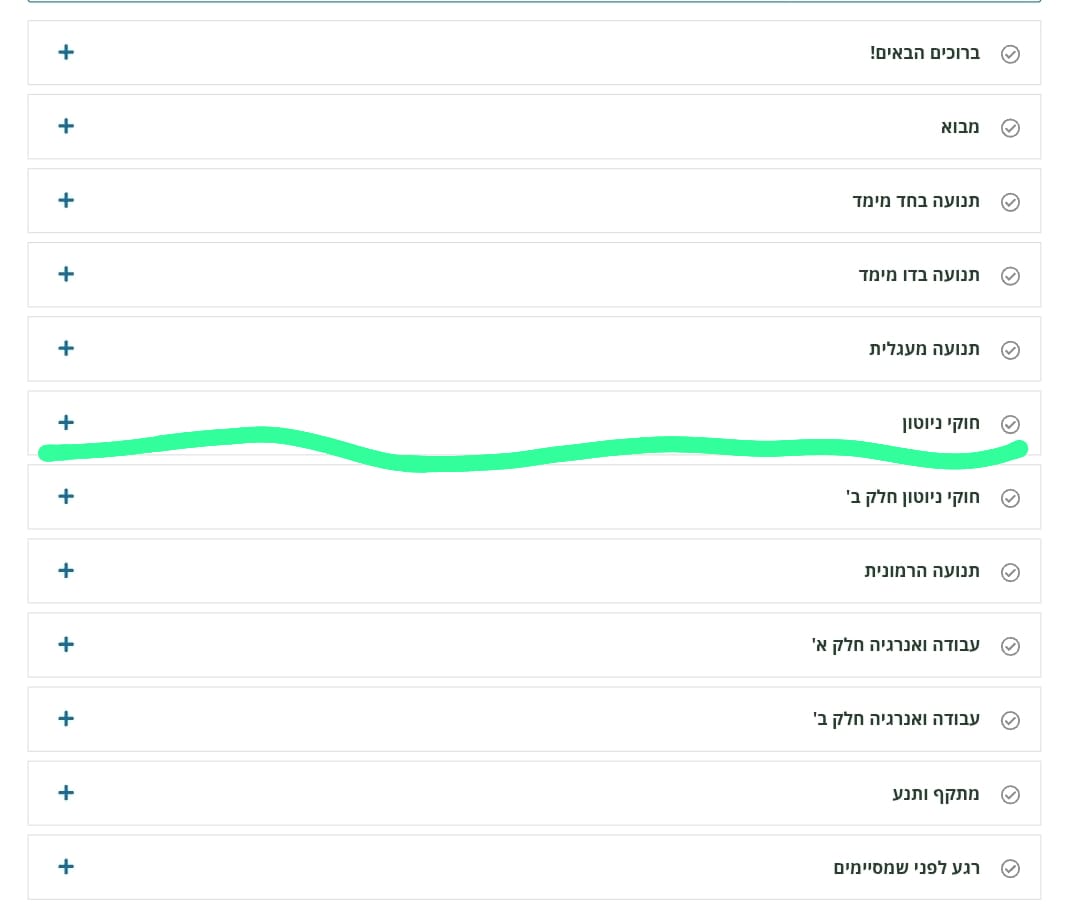 ברוכים הבאים!
מבוא
תנועה בחד מימד
תנועה בדו מימד
תנועה מעגלית
חוקי ניוטון
חוקי ניוטון חלק ב'
תנועה הרמונית
עבודה ואנרגיה חלק א'
עבודה ואנרגיה חלק ב'
מתקף ותנע
רגע לפני שמסיימים